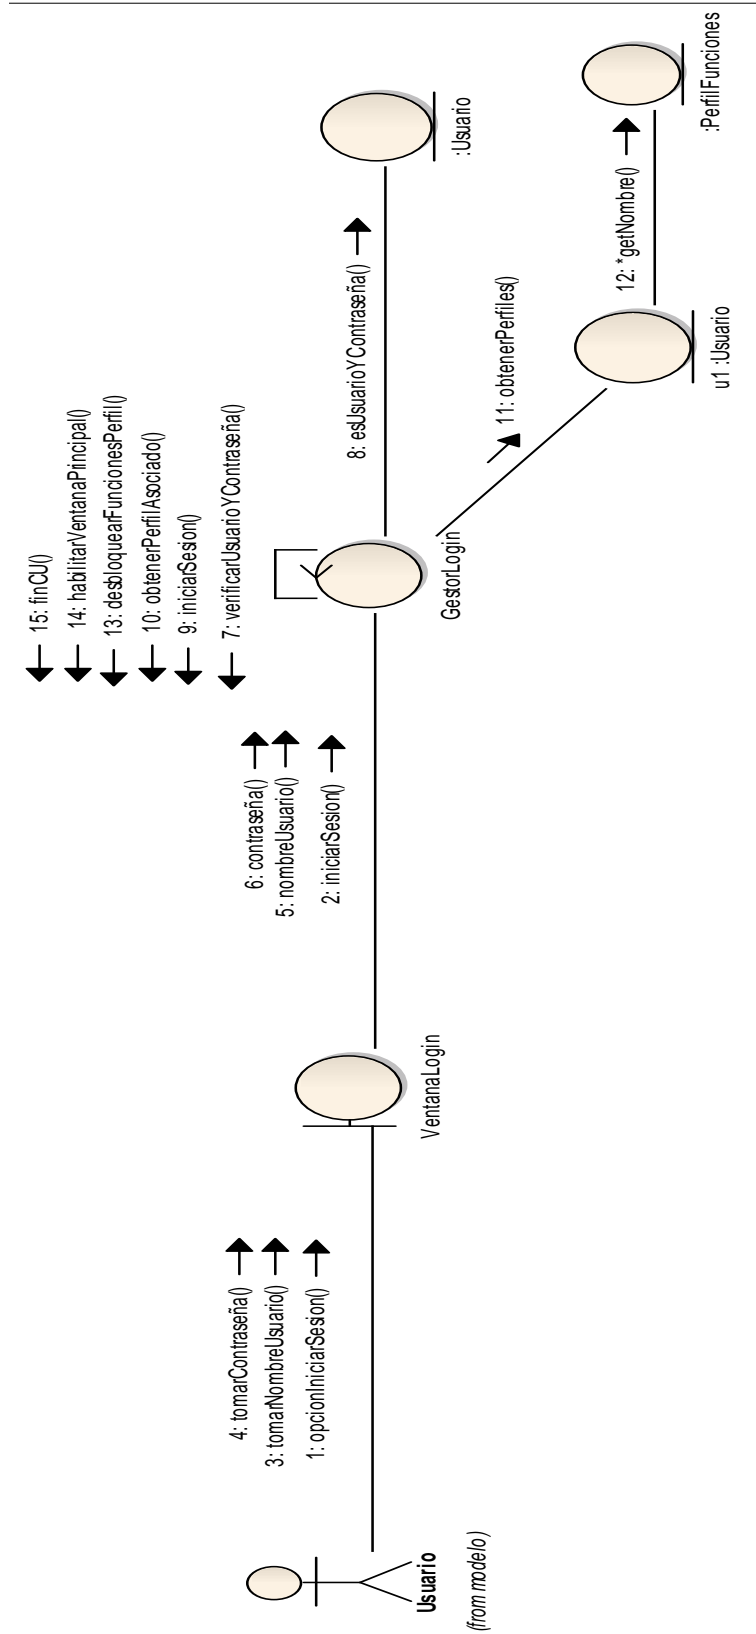 15: finCU()
14: habilitarVentanaPrincipal()
13: desbloquearFuncionesPerfil()
10: obtenerPerfilAsociado()
9: iniciarSesion()
7: verificarUsuarioYContraseña()
4: tomarContraseña()
3: tomarNombreUsuario()
1: opcionIniciarSesion()
6: contraseña()
5: nombreUsuario()
2: iniciarSesion()
8: esUsuarioYContraseña()
Usuario
(from modelo)
VentanaLogin
GestorLogin
:Usuario
11: obtenerPerfiles()
12: *getNombre()
u1 :Usuario
:PerfilFunciones